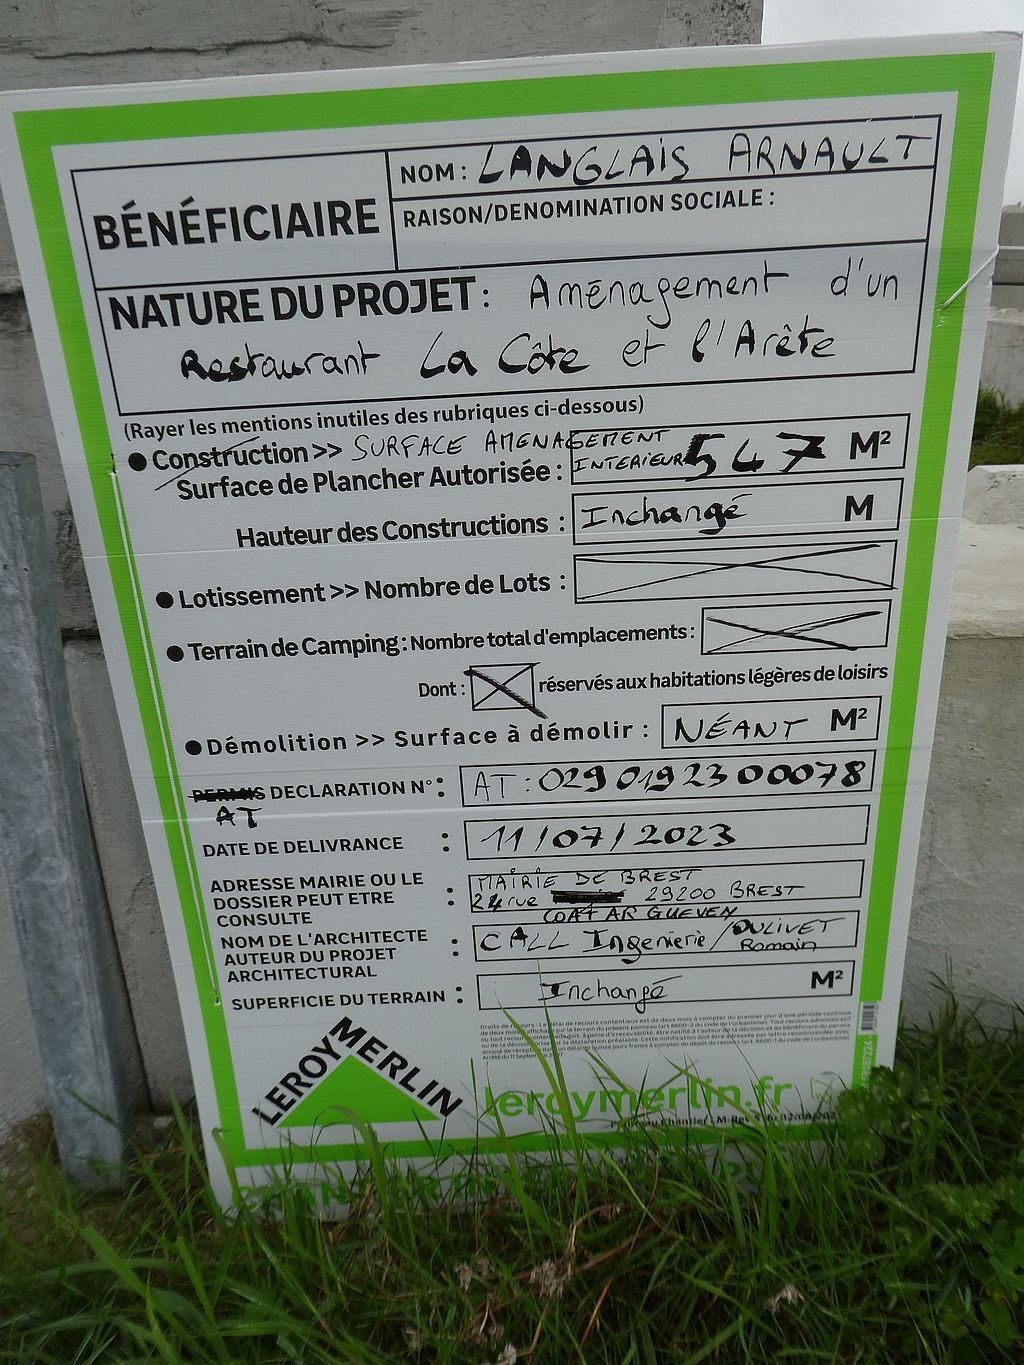 NOM : LANGLAIS ARNAULT
BÉNÉFICIAIRE
RAISON/DENOMINATION SOCIALE :
NATURE DU PROJET : Aménagement d'un
Restaurant La Côte et l'Arête
(Rayer les mentions inutiles des rubriques ci-dessous)
● Construction >> SURFACE AMENAGEMENT
INTERIEUR 547 M²
Surface de Plancher Autorisée :
Hauteur des Constructions : Inchangé M
● Lotissement >> Nombre de Lots :
● Terrain de Camping : Nombre total d'emplacements :
Dont : réservés aux habitations légères de loisirs
● Démolition >> Surface à démolir : NÉANT M²
PERMIS DECLARATION N° : AT : 029 019 23 00078
AT
DATE DE DELIVRANCE : 11/07/2023
ADRESSE MAIRIE OU LE
DOSSIER PEUT ETRE
CONSULTE :
MAIRIE DE BREST
24 rue 29200 BREST
COAT AR GUEVEN
NOM DE L'ARCHITECTE
AUTEUR DU PROJET
ARCHITECTURAL :
CALL Ingenierie/OULIVET
Romain
SUPERFICIE DU TERRAIN : Inchangé M²
LEROY MERLIN
leroymerlin.fr